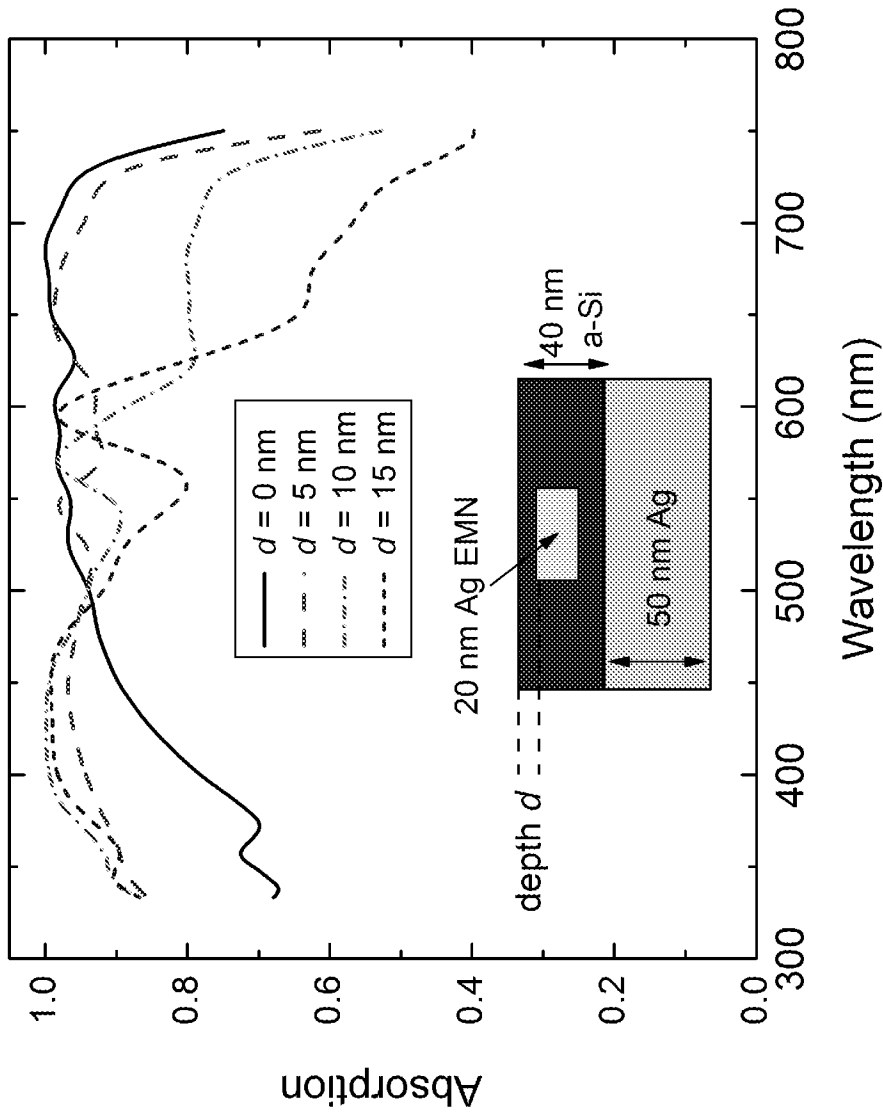 Absorption
1.0
0.8
0.6
0.4
0.2
0.0
300
400
500
600
700
800
Wavelength (nm)
d = 0 nm
d = 5 nm
d = 10 nm
d = 15 nm
20 nm Ag EMN
depth d
40 nm
a-Si
50 nm Ag